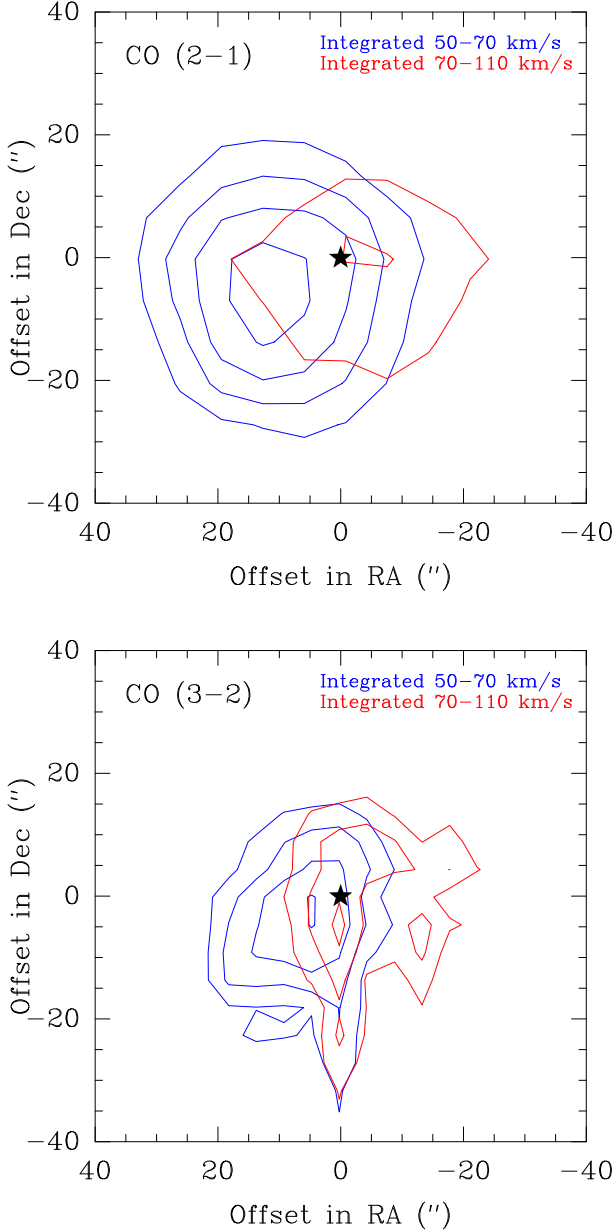 CO (2−1)
Integrated 50−70 km/s
Integrated 70−110 km/s
40
20
0
−20
−40
Offset in Dec (")
40 20 0 −20 −40
Offset in RA (")
CO (3−2)
Integrated 50−70 km/s
Integrated 70−110 km/s
40
20
0
−20
−40
Offset in Dec (")
40 20 0 −20 −40
Offset in RA (")